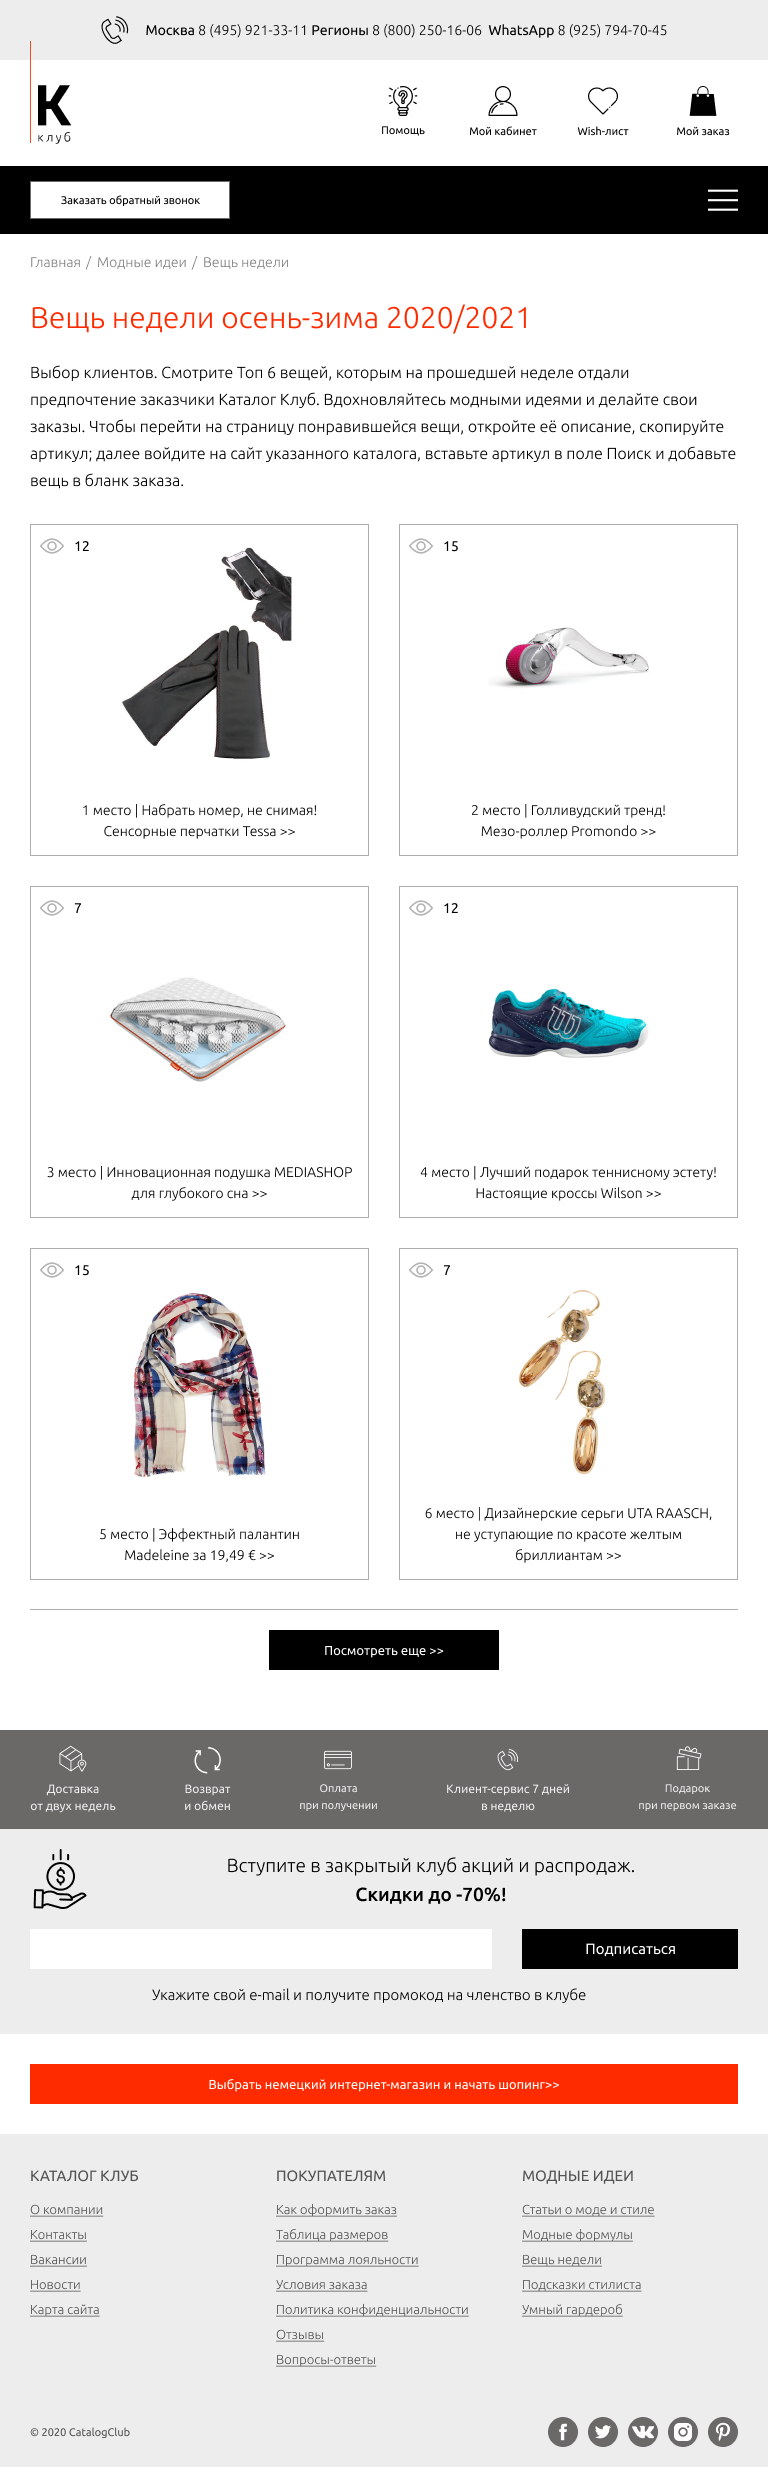 Москва 8 (495) 921-33-11 Регионы 8 (800) 250-16-06 WhatsApp 8 (925) 794-70-45
К
клуб
Помощь
Мой кабинет
Wish-лист
Мой заказ
Заказать обратный звонок
Главная / Модные идеи / Вещь недели
Вещь недели осень-зима 2020/2021
Выбор клиентов. Смотрите Топ 6 вещей, которым на прошедшей неделе отдали
предпочтение заказчики Каталог Клуб. Вдохновляйтесь модными идеями и делайте свои
заказы. Чтобы перейти на страницу понравившейся вещи, откройте её описание, скопируйте
артикул; далее войдите на сайт указанного каталога, вставьте артикул в поле Поиск и добавьте
вещь в бланк заказа.
12
1 место | Набрать номер, не снимая!
Сенсорные перчатки Tessa >>
15
2 место | Голливудский тренд!
Мезо-роллер Promondo >>
7
3 место | Инновационная подушка MEDIASHOP
для глубокого сна >>
12
W
4 место | Лучший подарок теннисному эстету!
Настоящие кроссы Wilson >>
15
5 место | Эффектный палантин
Madeleine за 19,49 € >>
7
6 место | Дизайнерские серьги UTA RAASCH,
не уступающие по красоте желтым
бриллиантам >>
Посмотреть еще >>
Доставка
от двух недель
Возврат
и обмен
Оплата
при получении
Клиент-сервис 7 дней
в неделю
Подарок
при первом заказе
$
Вступите в закрытый клуб акций и распродаж.
Скидки до -70%!
Подписаться
Укажите свой e-mail и получите промокод на членство в клубе
Выбрать немецкий интернет-магазин и начать шопинг>>
КАТАЛОГ КЛУБ
О компании
Контакты
Вакансии
Новости
Карта сайта
ПОКУПАТЕЛЯМ
Как оформить заказ
Таблица размеров
Программа лояльности
Условия заказа
Политика конфиденциальности
Отзывы
Вопросы-ответы
МОДНЫЕ ИДЕИ
Статьи о моде и стиле
Модные формулы
Вещь недели
Подсказки стилиста
Умный гардероб
© 2020 CatalogClub